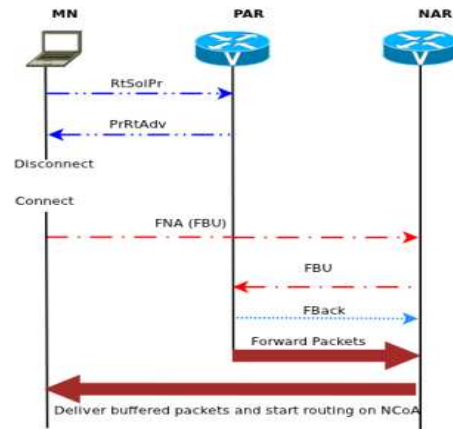 MN PAR NAR
RtSolPr
PrRtAdv
Disconnect
Connect
FNA (FBU)
FBU
FBack
Forward Packets
Deliver buffered packets and start routing on NCoA